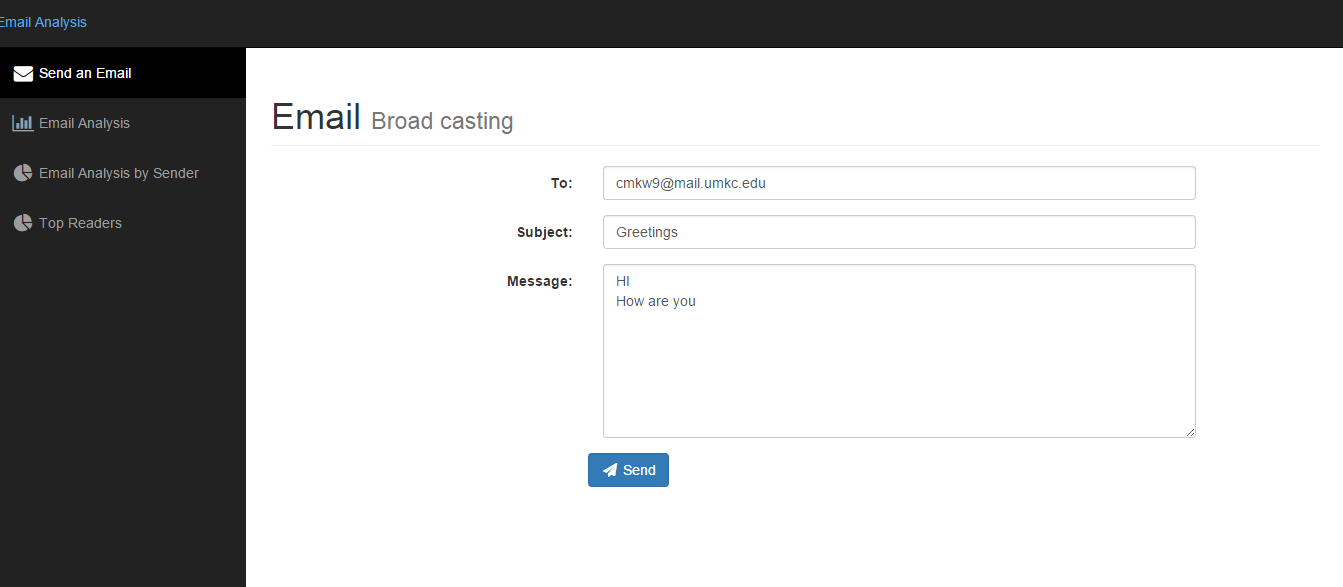 Email Analysis
Send an Email
Email Analysis
Email Analysis by Sender
Top Readers
Email Broad casting
To: cmkw9@mail.umkc.edu
Subject: Greetings
Message: HI
How are you
Send